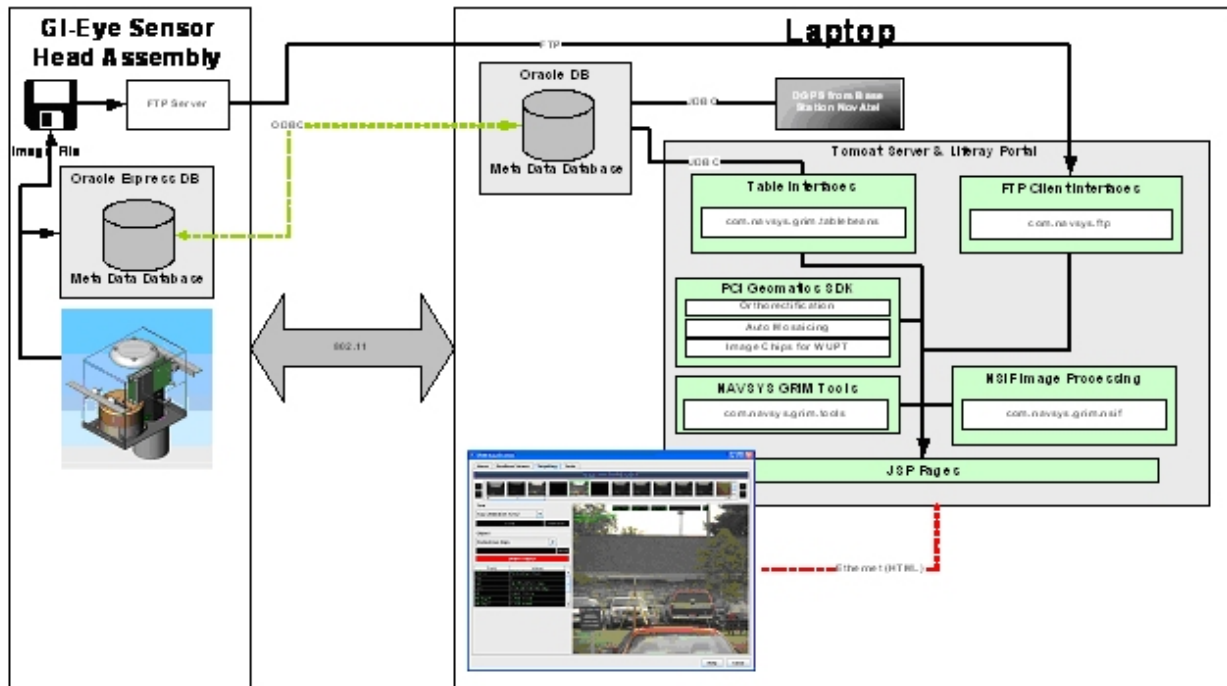 GI-Eye Sensor
Head Assembly
FTP Server
Image File
Oracle Express DB
Meta Data Database
802.11
ODBC
FTP
Laptop
Oracle DB
Meta Data Database
JDBC
DGPS from Base
Station NovAtel
JDBC
Tomcat Server & Liferay Portal
Table Interfaces
com.navsys.grim.tablebeans
FTP Client Interfaces
com.navsys.ftp
PCI Geomatics SDK
Orthorectification
Auto Mosaicing
Image Chips for WUPT
NAVSYS GRIM Tools
com.navsys.grim.tools
NSIF Image Processing
com.navsys.grim.nsif
JSP Pages
Ethernet (HTML)